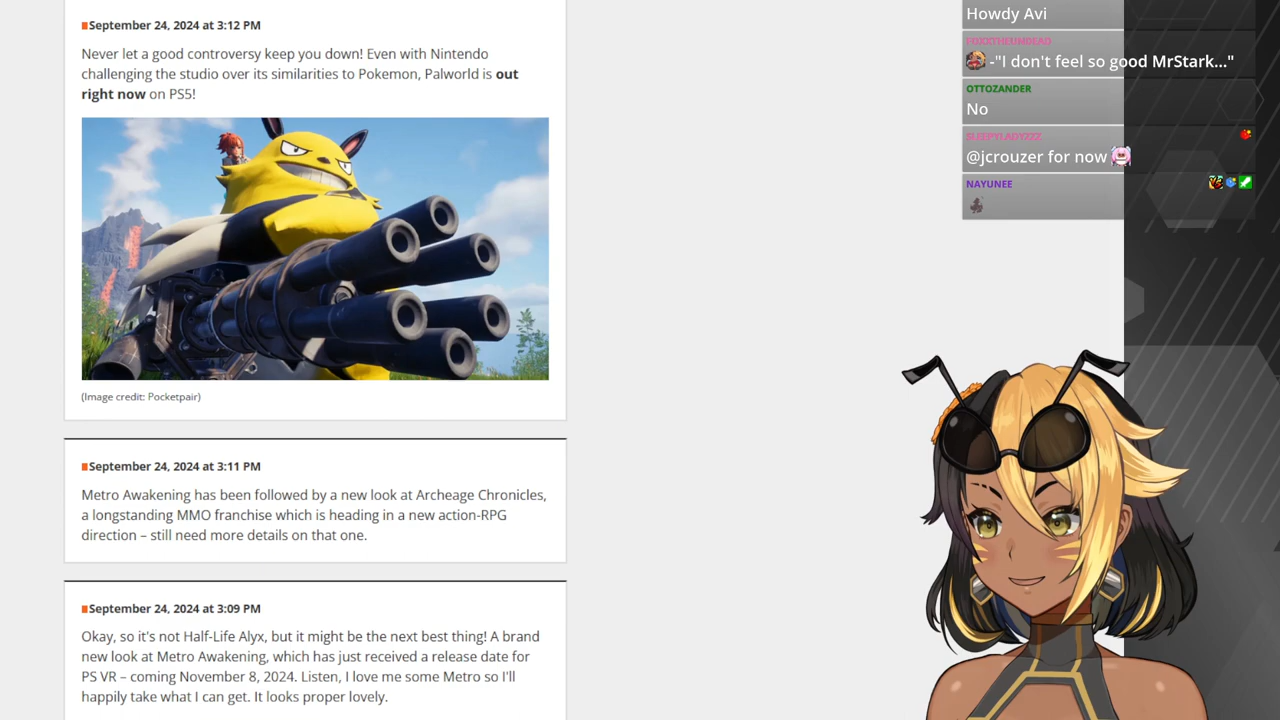 September 24, 2024 at 3:12 PM
Never let a good controversy keep you down! Even with Nintendo
challenging the studio over its similarities to Pokemon, Palworld is out
right now on PS5!
(Image credit: Pocketpair)
September 24, 2024 at 3:11 PM
Metro Awakening has been followed by a new look at Archeage Chronicles,
a longstanding MMO franchise which is heading in a new action-RPG
direction – still need more details on that one.
September 24, 2024 at 3:09 PM
Okay, so it's not Half-Life Alyx, but it might be the next best thing! A brand
new look at Metro Awakening, which has just received a release date for
PS VR – coming November 8, 2024. Listen, I love me some Metro so I'll
happily take what I can get. It looks proper lovely.
Howdy Avi
-"I don't feel so good MrStark..."
OTTOZANDER
No
SLEEPYLADYZZZ
@jcrouzer for now
NAYUNEE